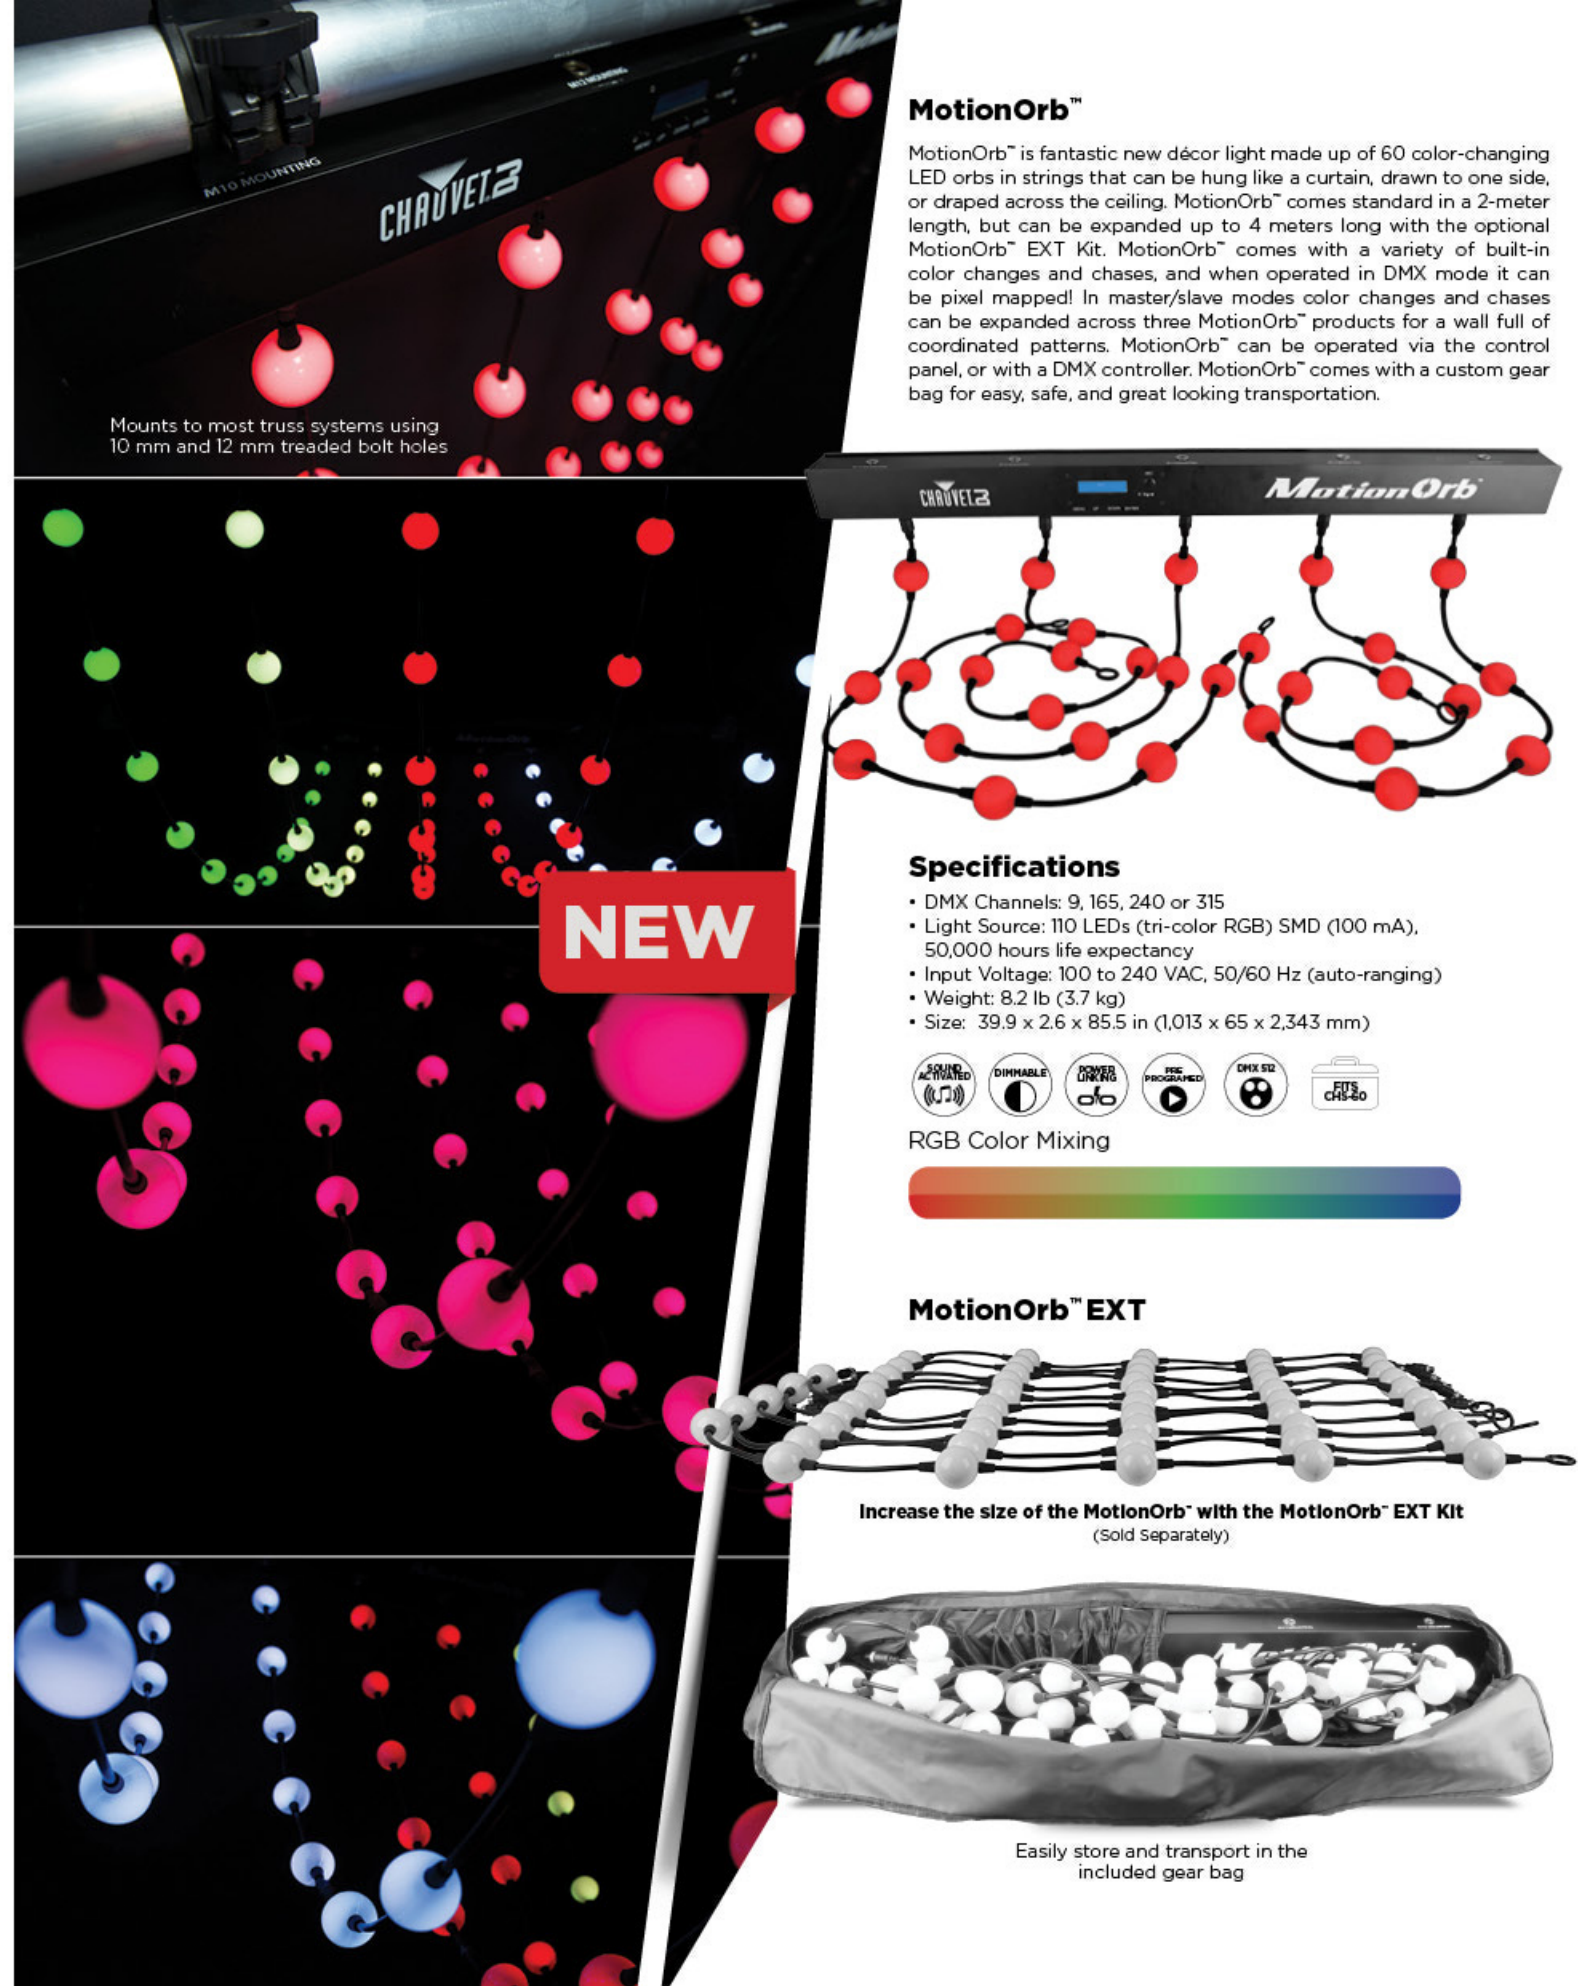 M10 MOUNTING
M12 MOUNTING
CHAUVET
Mounts to most truss systems using
10 mm and 12 mm treaded bolt holes
NEW
MotionOrb™
MotionOrb™ is fantastic new décor light made up of 60 color-changing
LED orbs in strings that can be hung like a curtain, drawn to one side,
or draped across the ceiling. MotionOrb™ comes standard in a 2-meter
length, but can be expanded up to 4 meters long with the optional
MotionOrb™ EXT Kit. MotionOrb™ comes with a variety of built-in
color changes and chases, and when operated in DMX mode it can
be pixel mapped! In master/slave modes color changes and chases
can be expanded across three MotionOrb™ products for a wall full of
coordinated patterns. MotionOrb™ can be operated via the control
panel, or with a DMX controller. MotionOrb™ comes with a custom gear
bag for easy, safe, and great looking transportation.
CHAUVET
MotionOrb
Specifications
• DMX Channels: 9, 165, 240 or 315
• Light Source: 110 LEDs (tri-color RGB) SMD (100 mA),
50,000 hours life expectancy
• Input Voltage: 100 to 240 VAC, 50/60 Hz (auto-ranging)
• Weight: 8.2 lb (3.7 kg)
• Size: 39.9 x 2.6 x 85.5 in (1,013 x 65 x 2,343 mm)
SOUND
ACTIVATED
DIMMABLE
POWER
LINKING
PRE
PROGRAMED
DMX 512
FITS
CHS-60
RGB Color Mixing
MotionOrb™ EXT
Increase the size of the MotionOrb™ with the MotionOrb™ EXT Kit
(Sold Separately)
MotionOrb
Easily store and transport in the
included gear bag